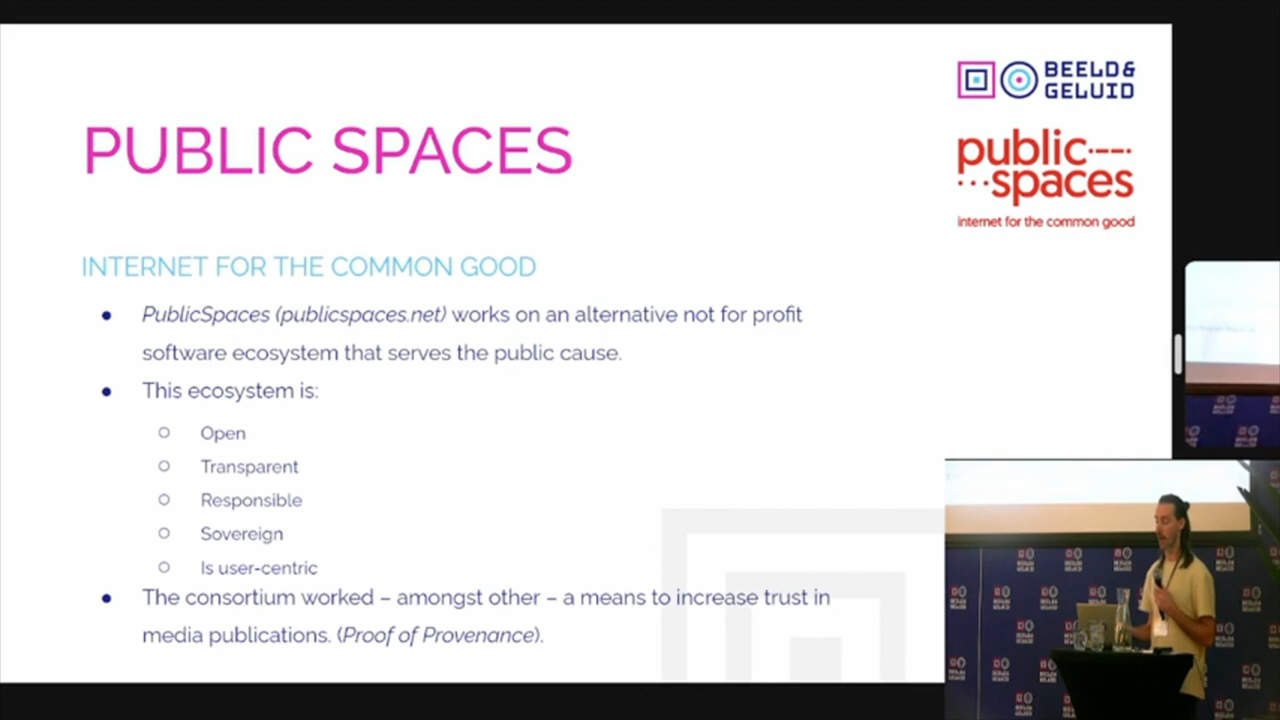 BEELD&
GELUID
PUBLIC SPACES
public
spaces
internet for the common good
INTERNET FOR THE COMMON GOOD
PublicSpaces (publicspaces.net) works on an alternative not for profit
software ecosystem that serves the public cause.
This ecosystem is:
Open
Transparent
Responsible
Sovereign
Is user-centric
The consortium worked – amongst other – a means to increase trust in
media publications. (Proof of Provenance).